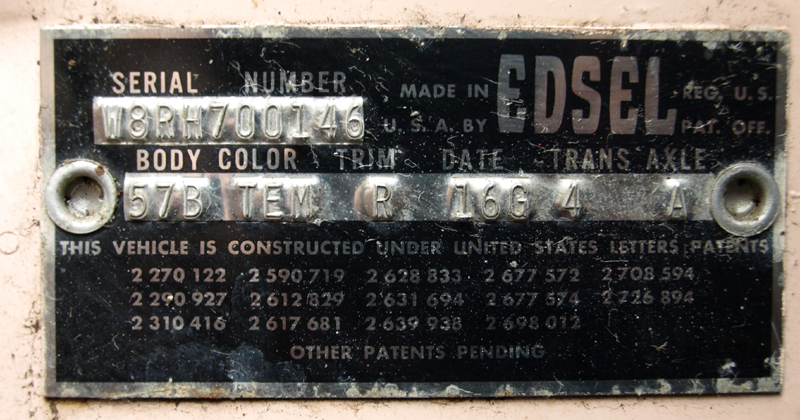 SERIAL NUMBER
MADE IN EDSEL REG. U. S.
W8RH700146 U. S. A. BY PAT. OFF.
BODY COLOR TRIM DATE TRANS AXLE
57B TEM R 16G 4 A
THIS VEHICLE IS CONSTRUCTED UNDER UNITED STATES LETTERS PATENTS
2 270 122 2 590 719 2 628 833 2 677 572 2 708 594
2 290 927 2 612 829 2 631 694 2 677 574 2 726 894
2 310 416 2 617 681 2 639 938 2 698 012
OTHER PATENTS PENDING